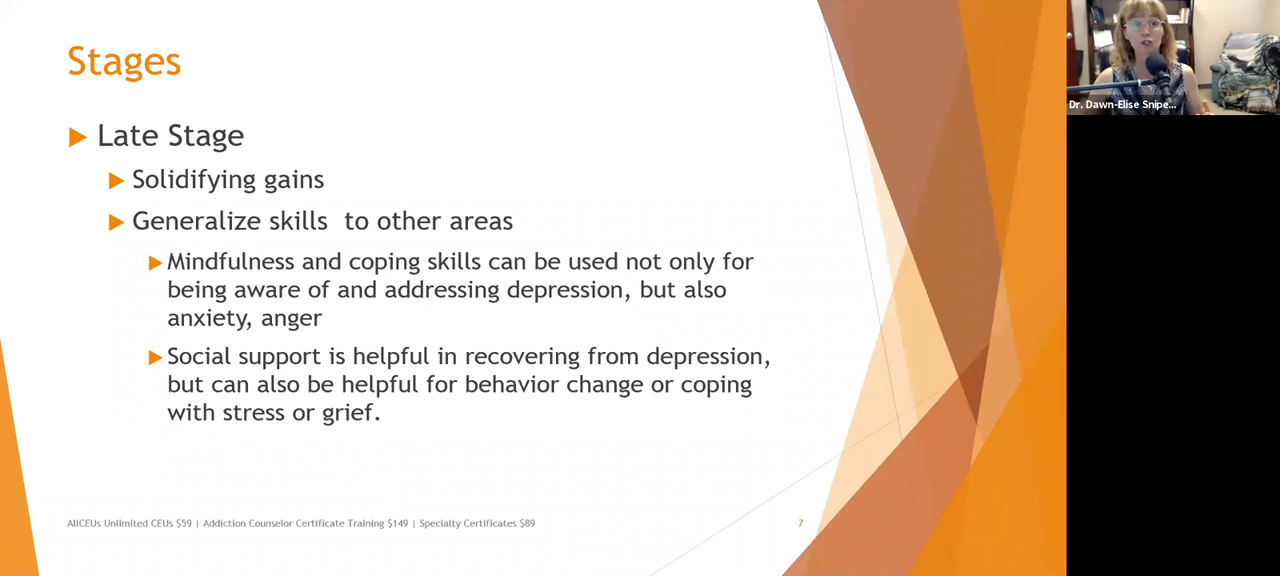 Stages
Late Stage
Solidifying gains
Generalize skills  to other areas
Mindfulness and coping skills can be used not only for
being aware of and addressing depression, but also
anxiety, anger
Social support is helpful in recovering from depression,
but can also be helpful for behavior change or coping
with stress or grief.
AllCEUs Unlimited CEUs $59 | Addiction Counselor Certificate Training $149 | Specialty Certificates $89
7
Dr. Dawn-Elise Snipe...